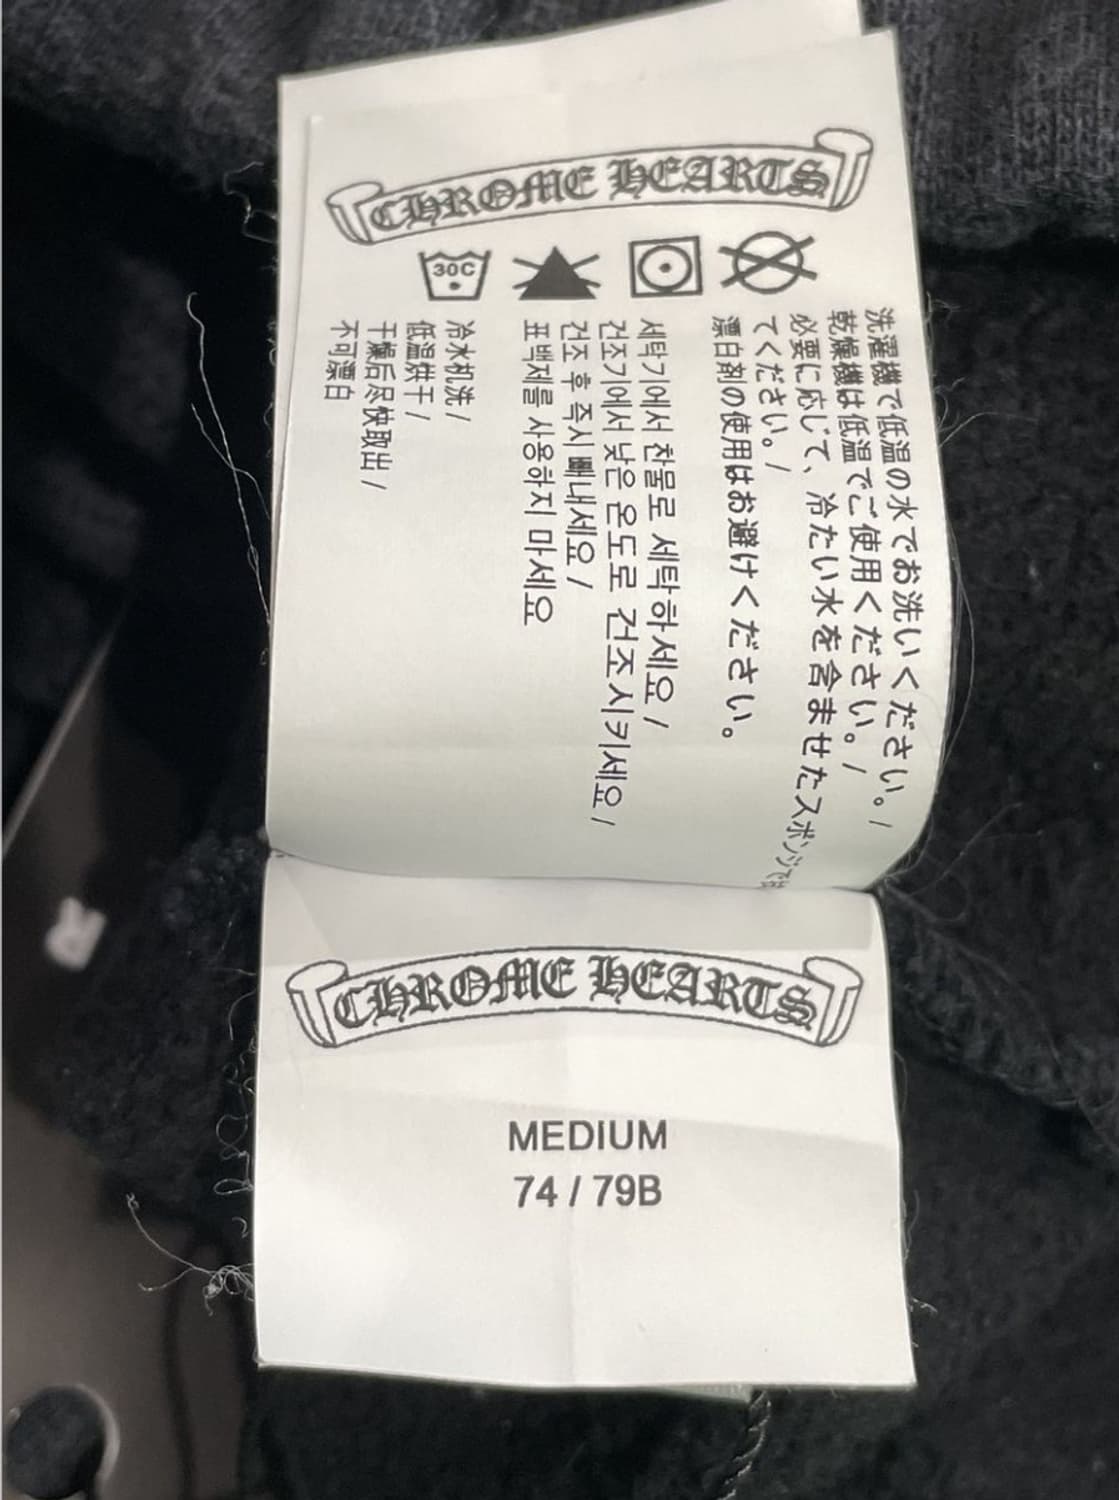 CHROME HEARTS
30C
洗濯機で低温の水でお洗いください。/
乾燥機は低温でご使用ください。/
必要に応じて、冷たい水を含ませたスポンジで
てください。/
漂白剤の使用はお避けください。
세탁기에서 찬물로 세탁하세요 /
건조기에서 낮은 온도로 건조시키세요 /
건조 후 즉시 빼내세요 /
표백제를 사용하지 마세요
冷水机洗 /
低温烘干 /
干燥后尽快取出 /
不可漂白
CHROME HEARTS
MEDIUM
74 / 79B